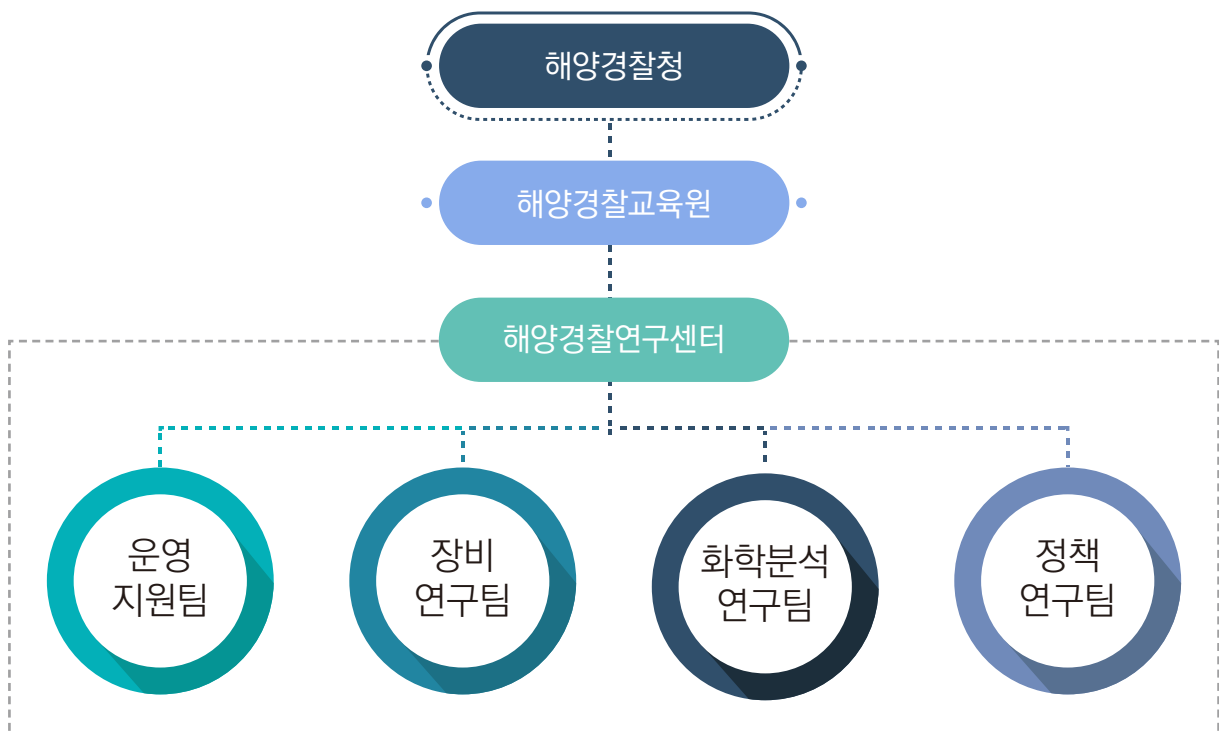 해양경찰청
해양경찰교육원
해양경찰연구센터
운영
지원팀
장비
연구팀
화학분석
연구팀
정책
연구팀